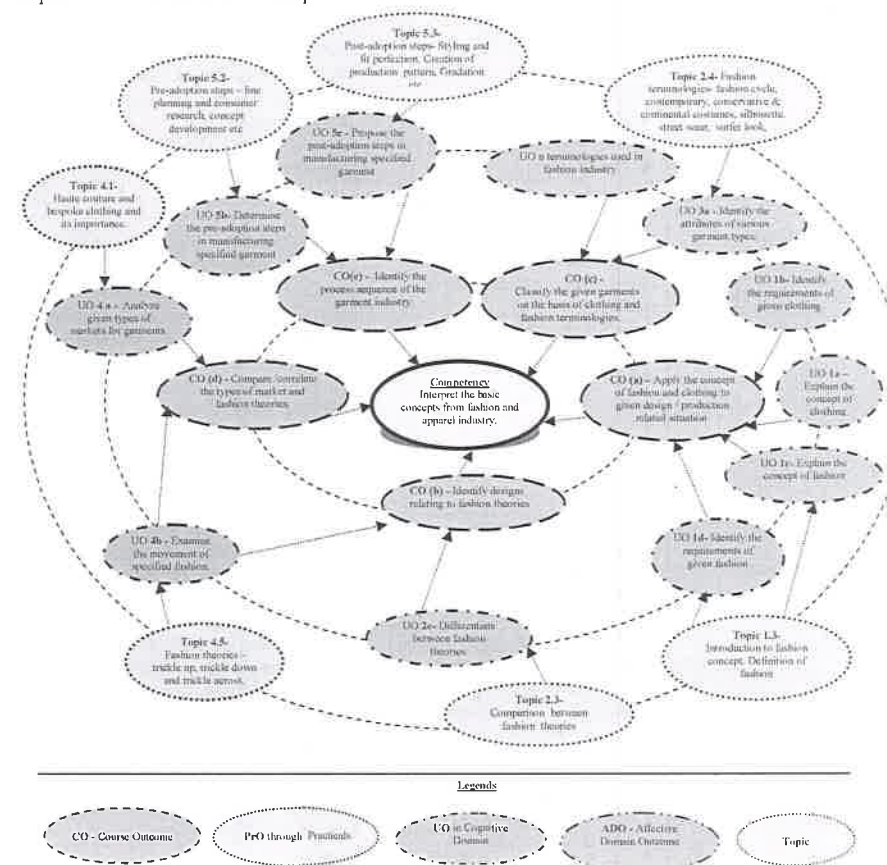 Topic 5.3-
Post-adoption steps- Styling and
fit perfection, Creation of
production pattern, Gradation
etc
Topic 5.2-
Pre-adoption steps – line
planning and consumer
research, concept
development etc
Topic 2.4- Fashion
terminologies- fashion cycle,
contemporary, conservative &
continental costumes, silhouette,
street wear, surfer look,
UO 5c - Propose the
post-adoption steps in
manufacturing specified
garment
UO n terminologies used in
fashion industry
Topic 4.1-
Haute couture and
bespoke clothing and
its importance.
UO 5b- Determine
the pre-adoption steps
in manufacturing
specified garment
UO 3a - Identify the
attributes of various
garment types.
CO(e) - Identify the
process sequence of the
garment industry.
CO (c) -
Classify the given garments
on the basis of clothing and
fashion terminologies.
UO 1b- Identify
the requirements of
given clothing
UO 4 a - Analyze
given types of
markets for garments.
CO (d) - Compare /correlate
the types of market and
fashion theories
Competency
Interpret the basic
concepts from fashion and
apparel industry.
CO (a) - Apply the concept
of fashion and clothing to
given design / production
related situation
UO 1a –
Explain the
concept of
clothing
UO 1c- Explain the
concept of fashion
CO (b) - Identify designs
relating to fashion theories
UO 4b - Examine
the movement of
specified fashion.
UO 1d- Identify the
requirements of
given fashion
UO 2c- Differentiate
between fashion
theories
Topic 4.5-
Fashion theories –
trickle up, trickle down
and trickle across.
Topic 1.3-
Introduction to fashion
concept. Definition of
fashion
Topic 2.3-
Comparison between
fashion theories
Legends
CO - Course Outcome
PrO through Practicals
UO in Cognitive
Domain
ADO - Affective
Domain Outcome
Topic